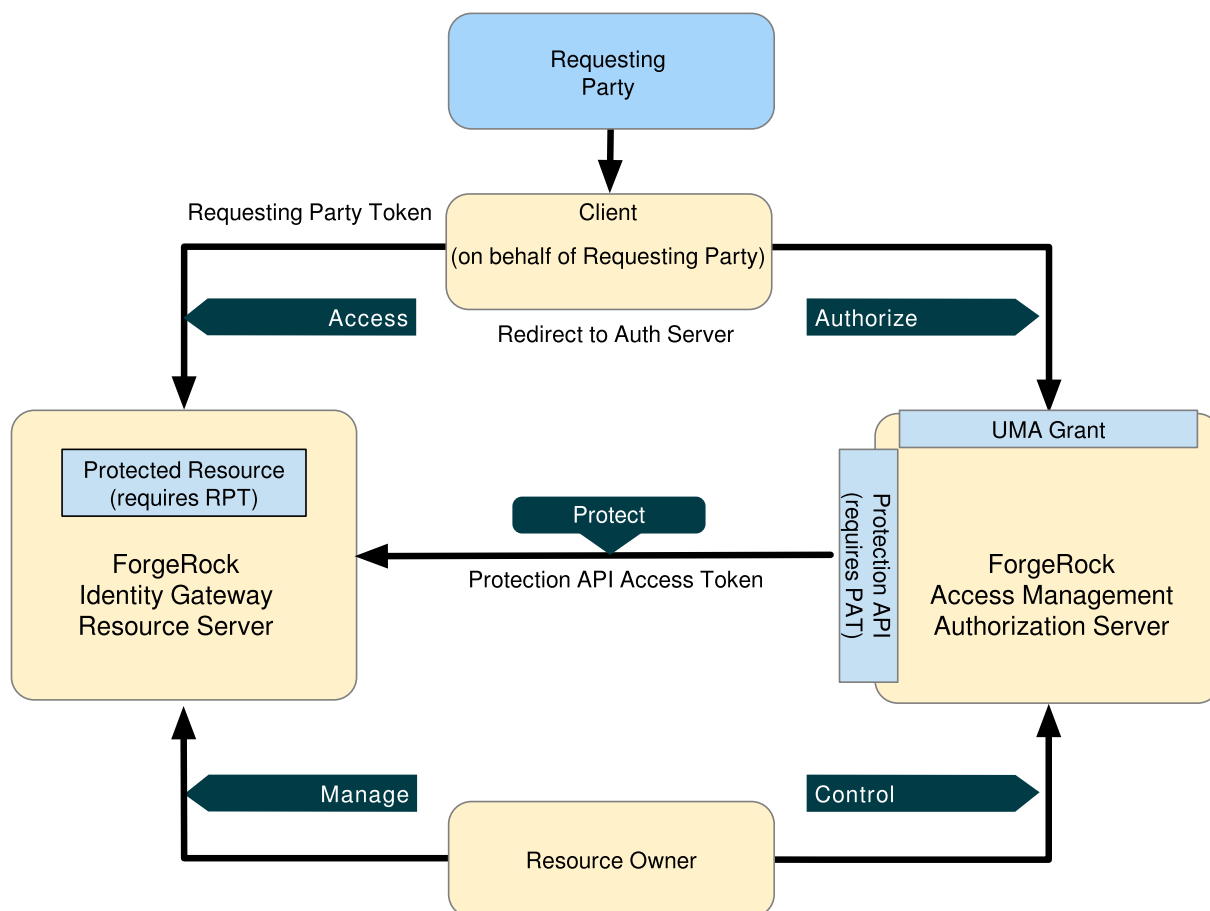 Requesting
Party
Requesting Party Token
Client
(on behalf of Requesting Party)
Access
Authorize
Redirect to Auth Server
UMA Grant
Protected Resource
(requires RPT)
Protect
Protection API
(requires PAT)
Protection API Access Token
ForgeRock
Identity Gateway
Resource Server
ForgeRock
Access Management
Authorization Server
Manage
Control
Resource Owner